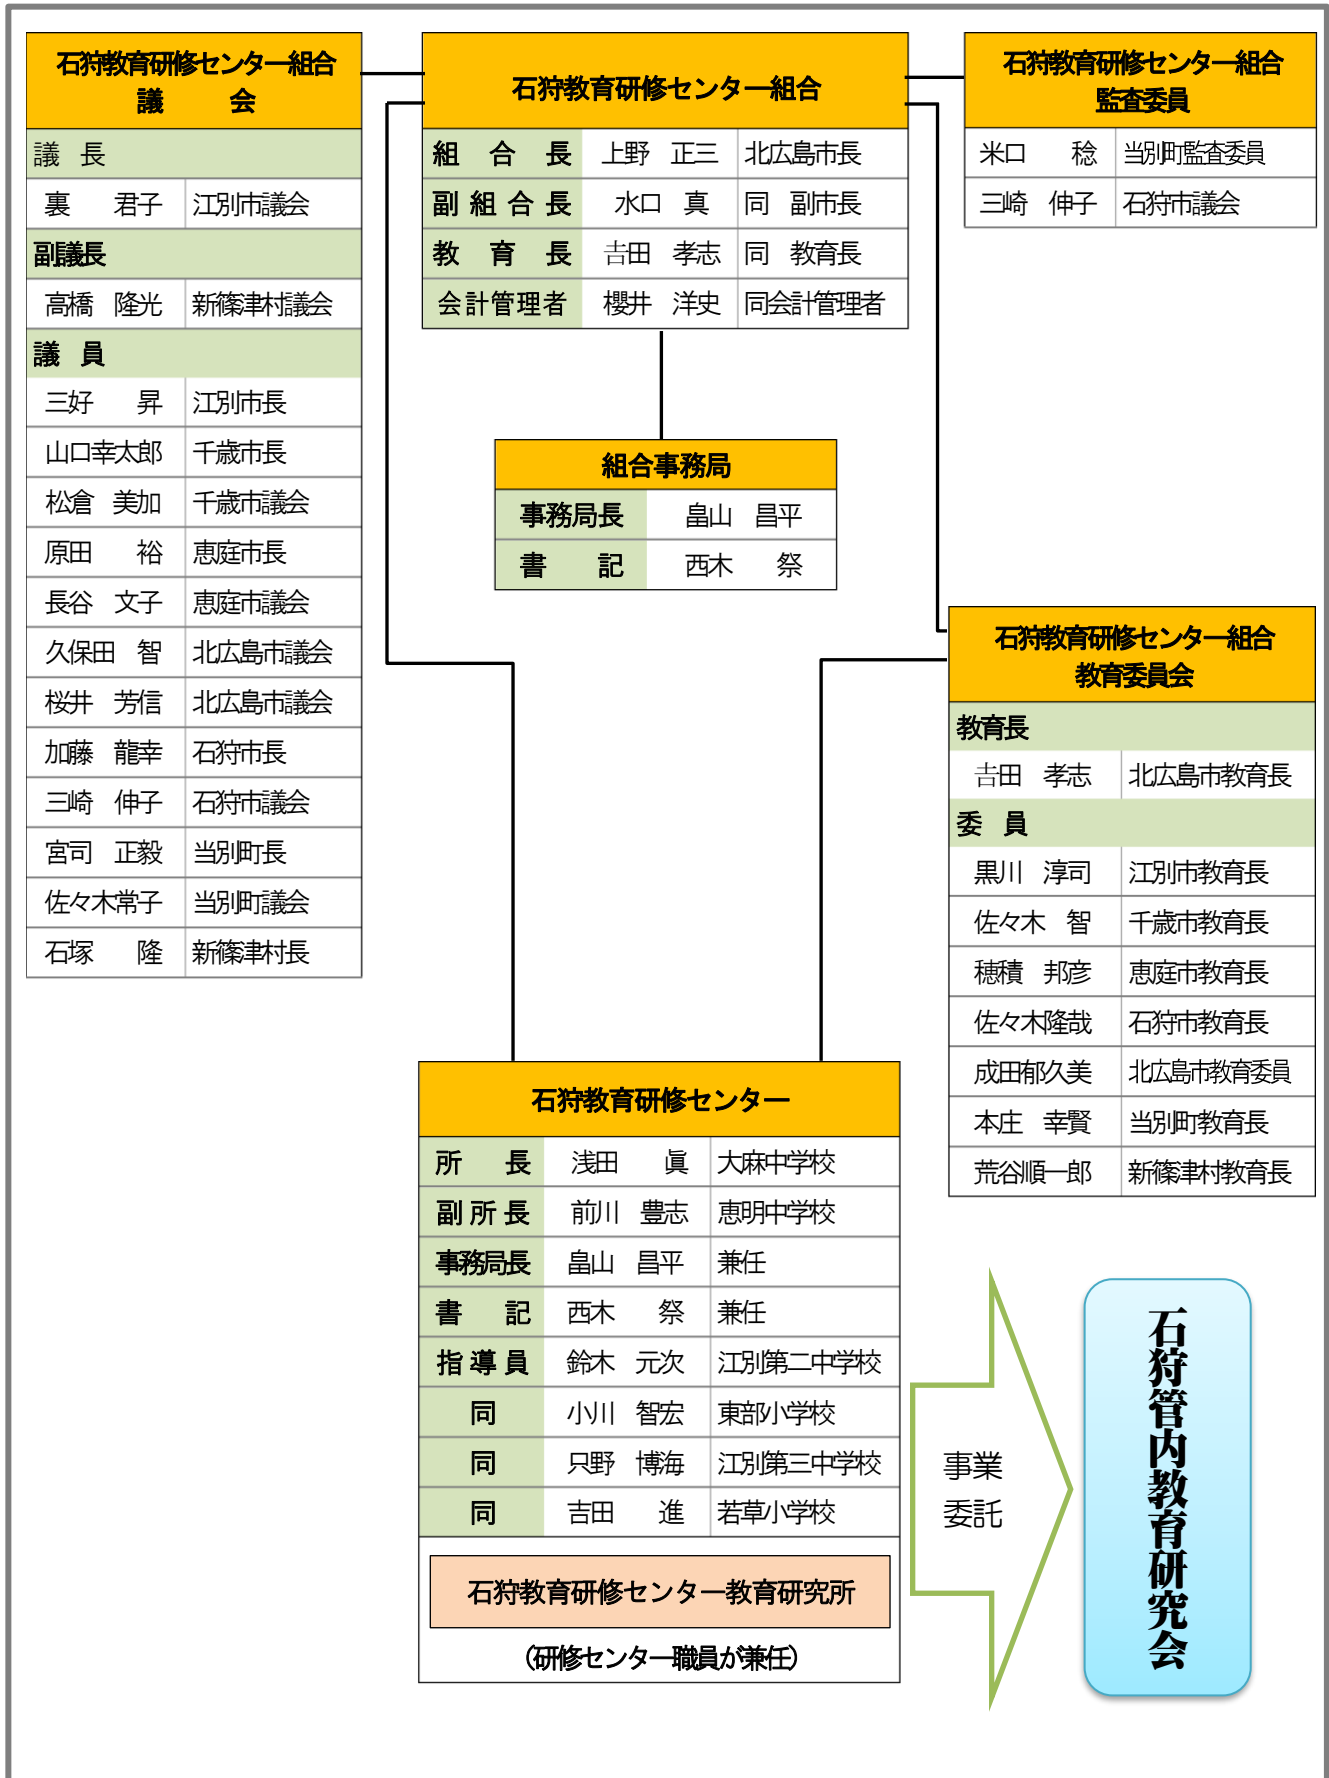 石狩教育研修センター組合
議 会
議 長
裏 君子 江別市議会
副議長
高橋 隆光 新篠津村議会
議 員
三好 昇 江別市長
山口幸太郎 千歳市長
松倉 美加 千歳市議会
原田 裕 恵庭市長
長谷 文子 恵庭市議会
久保田 智 北広島市議会
桜井 芳信 北広島市議会
加藤 龍幸 石狩市長
三崎 伸子 石狩市議会
宮司 正毅 当別町長
佐々木常子 当別町議会
石塚 隆 新篠津村長
石狩教育研修センター組合
組 合 長 上野 正三 北広島市長
副 組 合 長 水口 真 同 副市長
教 育 長 𠮷田 孝志 同 教育長
会計管理者 櫻井 洋史 同会計管理者
石狩教育研修センター組合
監査委員
米口 稔 当別町監査委員
三崎 伸子 石狩市議会
組合事務局
事務局長 畠山 昌平
書 記 西木 祭
石狩教育研修センター組合
教育委員会
教育長
𠮷田 孝志 北広島市教育長
委 員
黒川 淳司 江別市教育長
佐々木 智 千歳市教育長
穂積 邦彦 恵庭市教育長
佐々木隆哉 石狩市教育長
成田郁久美 北広島市教育委員
本庄 幸賢 当別町教育長
荒谷順一郎 新篠津村教育長
石狩教育研修センター
所 長 浅田 眞 大麻中学校
副 所 長 前川 豊志 恵明中学校
事務局長 畠山 昌平 兼任
書 記 西木 祭 兼任
指 導 員 鈴木 元次 江別第二中学校
同 小川 智宏 東部小学校
同 只野 博海 江別第三中学校
同 吉田 進 若草小学校
石狩教育研修センター教育研究所
(研修センター職員が兼任)
事業
委託
石狩管内教育研究会